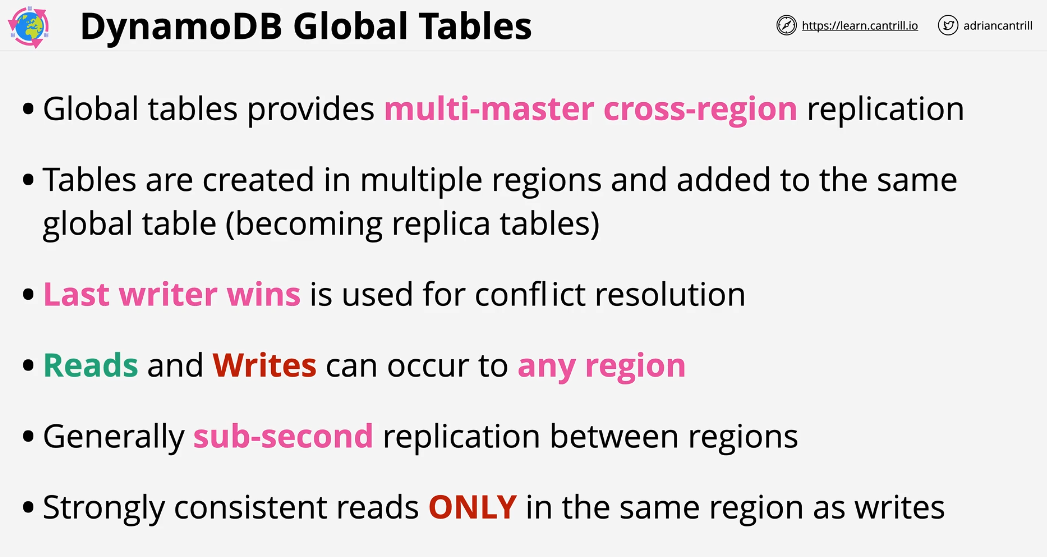 DynamoDB Global Tables
https://learn.cantrill.io
adriancantrill
• Global tables provides multi-master cross-region replication
• Tables are created in multiple regions and added to the same
global table (becoming replica tables)
• Last writer wins is used for conflict resolution
• Reads and Writes can occur to any region
• Generally sub-second replication between regions
• Strongly consistent reads ONLY in the same region as writes